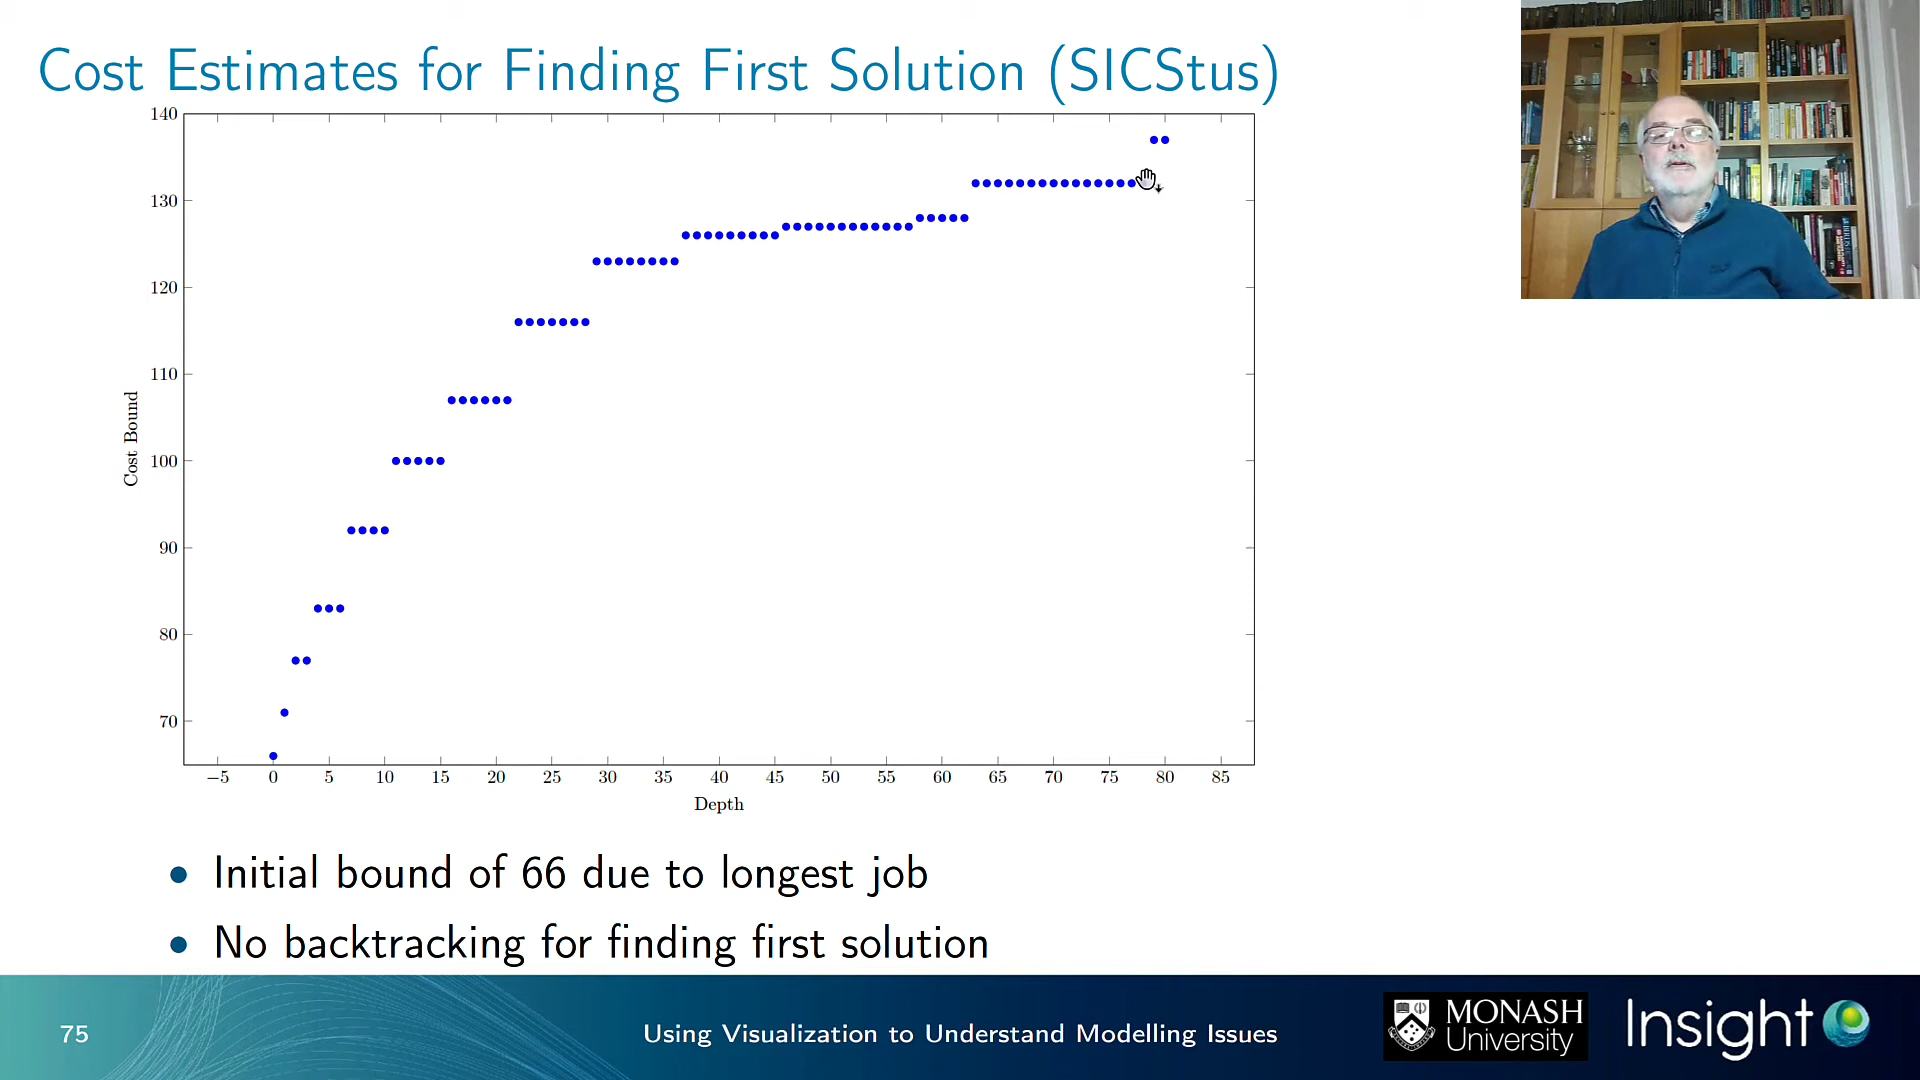 Cost Estimates for Finding First Solution (SICStus)
140
130
120
110
100
90
80
70
Cost Bound
−5 0 5 10 15 20 25 30 35 40 45 50 55 60 65 70 75 80 85
Depth
• Initial bound of 66 due to longest job
• No backtracking for finding first solution
75
Using Visualization to Understand Modelling Issues
MONASH
University
Insight